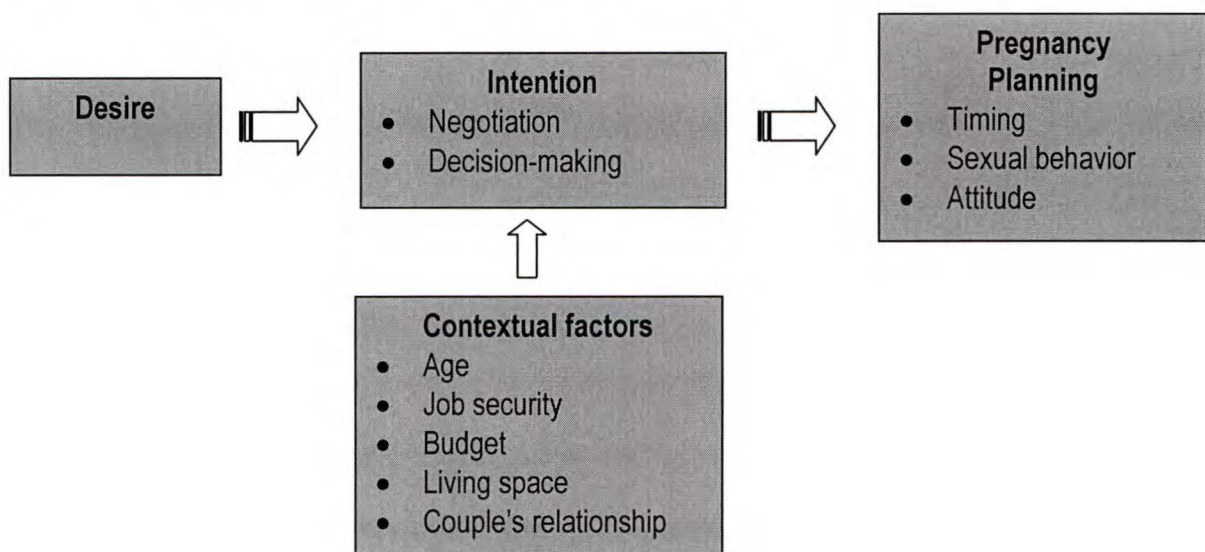 Desire
Intention
• Negotiation
• Decision-making
Pregnancy
Planning
• Timing
• Sexual behavior
• Attitude
Contextual factors
• Age
• Job security
• Budget
• Living space
• Couple's relationship